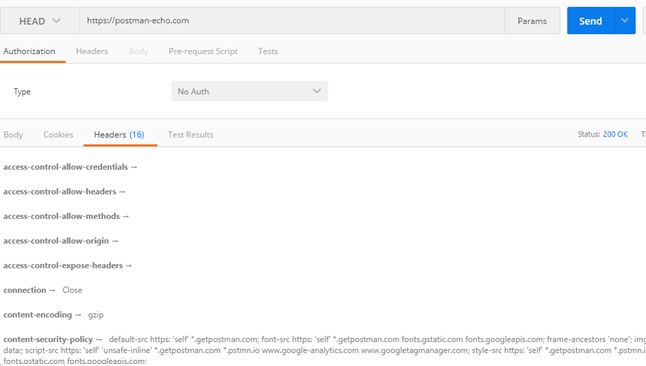 HEAD https://postman-echo.com Params Send
Authorization Headers Body Pre-request Script Tests
Type No Auth
Body Cookies Headers (16) Test Results Status: 200 OK
access-control-allow-credentials →
access-control-allow-headers →
access-control-allow-methods →
access-control-allow-origin →
access-control-expose-headers →
connection → Close
content-encoding → gzip
content-security-policy → default-src https: 'self' *.getpostman.com; font-src https: 'self' *.getpostman.com fonts.gstatic.com fonts.googleapis.com; frame-ancestors 'none'; img
data:; script-src https: 'self' 'unsafe-inline' *.getpostman.com *.pstmn.io www.google-analytics.com www.googletagmanager.com; style-src https: 'self' *.getpostman.com *.pstmn.i
fonts.gstatic.com fonts.googleapis.com;